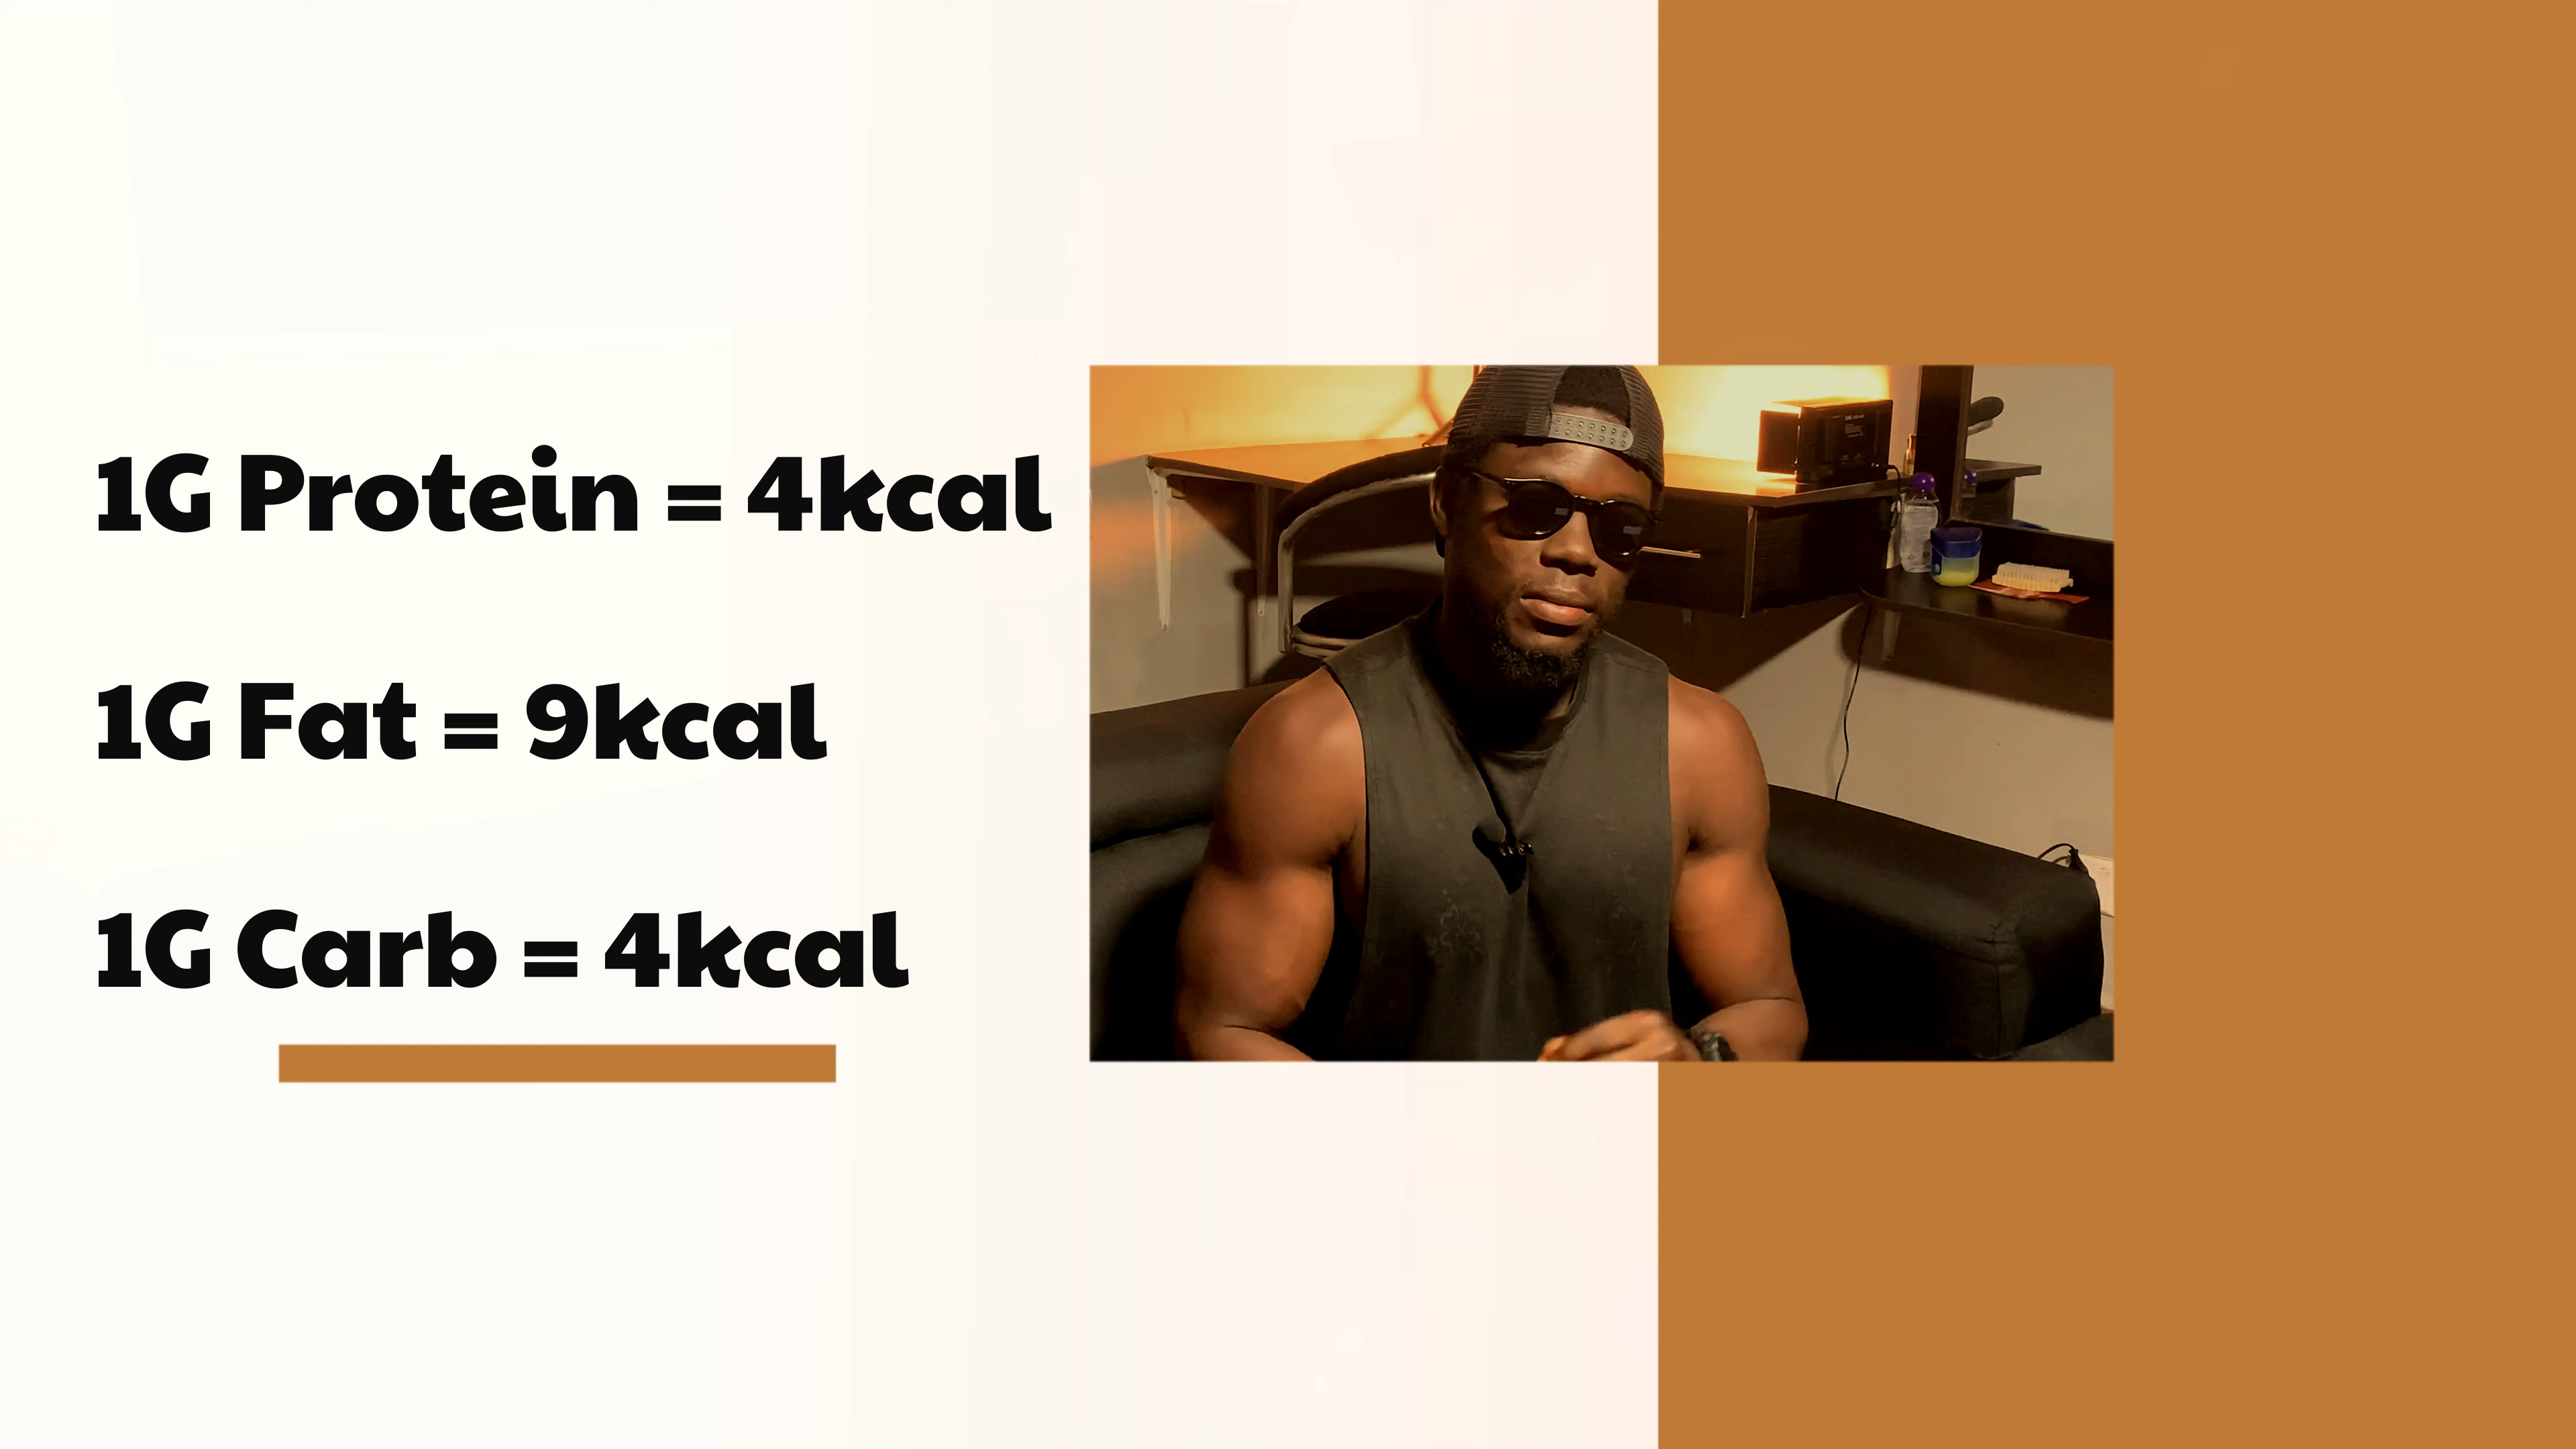 1G Protein = 4kcal
1G Fat = 9kcal
1G Carb = 4kcal